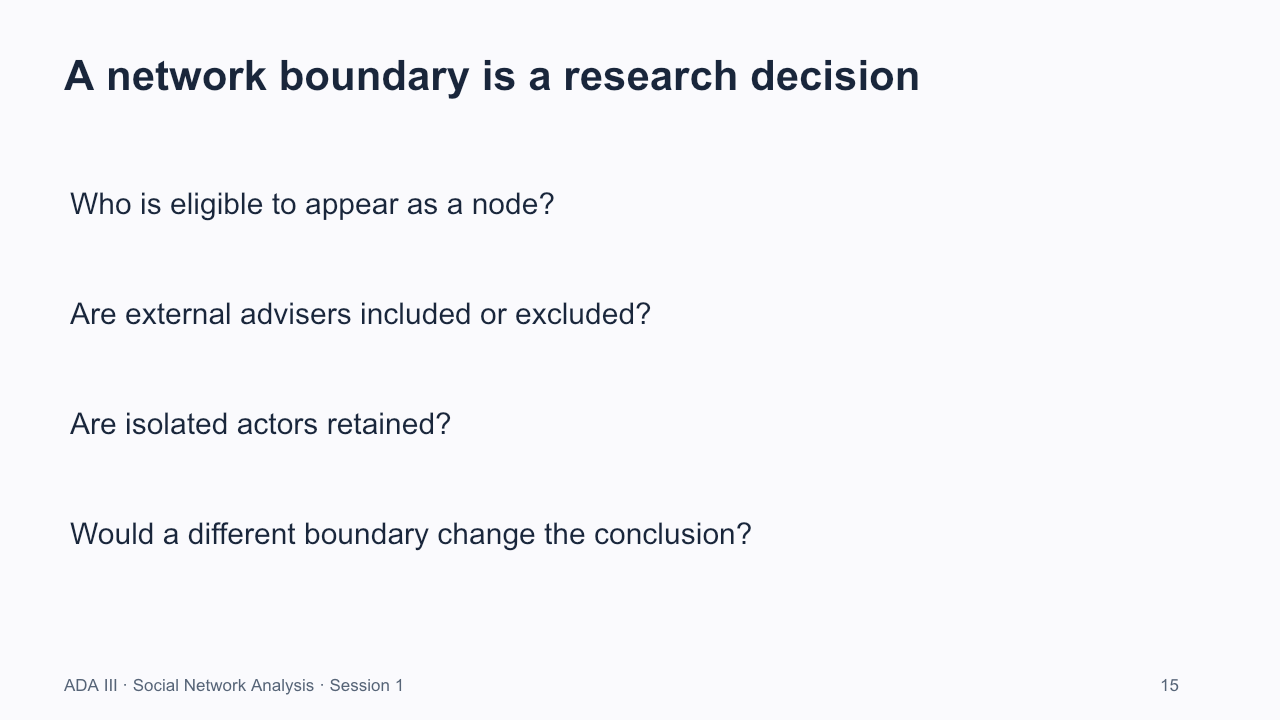 A network boundary is a research decision
Who is eligible to appear as a node?
Are external advisers included or excluded?
Are isolated actors retained?
Would a different boundary change the conclusion?
ADA III · Social Network Analysis · Session 1
15